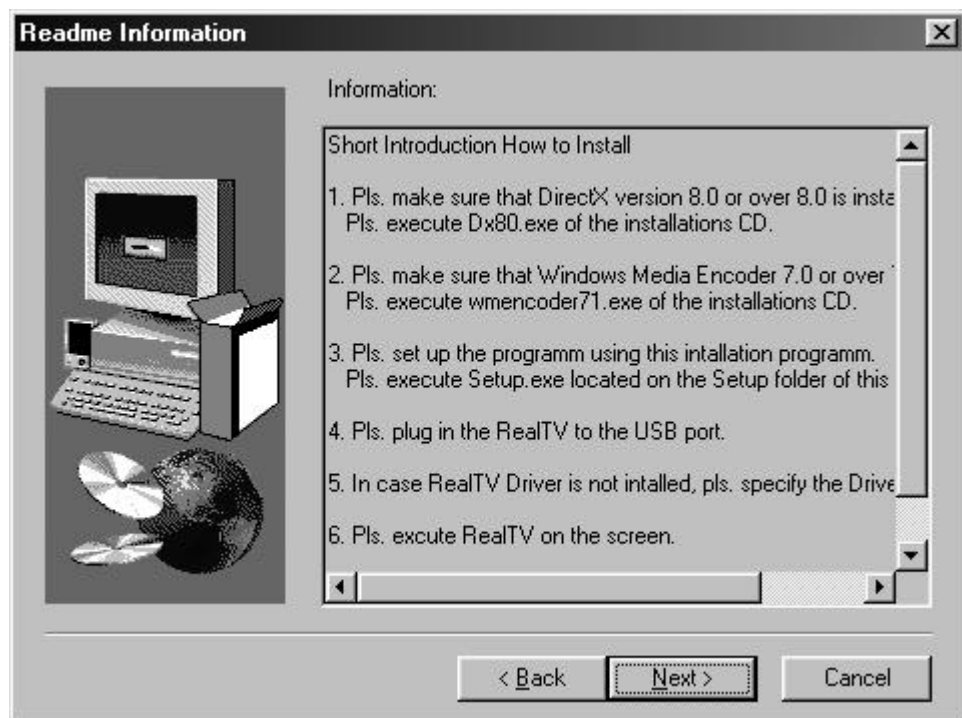 Readme Information
Information:
Short Introduction How to Install
1. Pls. make sure that DirectX version 8.0 or over 8.0 is insta
Pls. execute Dx80.exe of the installations CD.
2. Pls. make sure that Windows Media Encoder 7.0 or over
Pls. execute wmencoder71.exe of the installations CD.
3. Pls. set up the programm using this intallation programm.
Pls. execute Setup.exe located on the Setup folder of this
4. Pls. plug in the RealTV to the USB port.
5. In case RealTV Driver is not intalled, pls. specify the Drive
6. Pls. excute RealTV on the screen.
< Back
Next >
Cancel